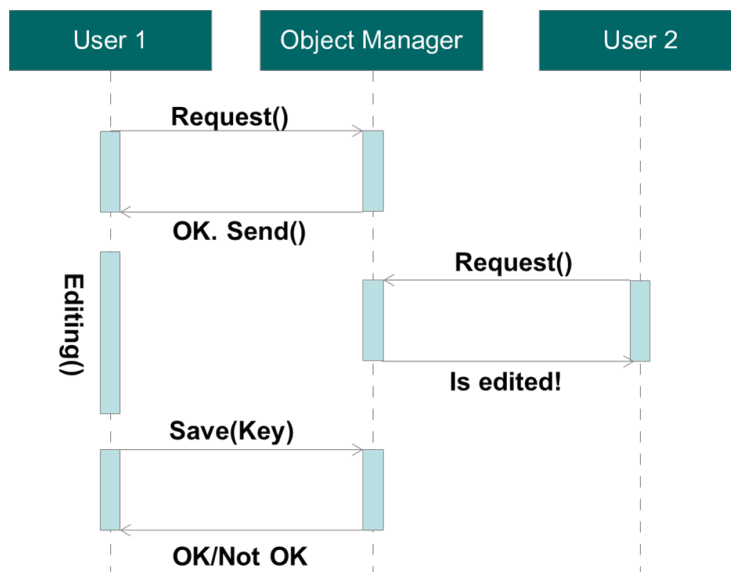 User 1
Object Manager
User 2
Request()
OK. Send()
Request()
Editing()
Is edited!
Save(Key)
OK/Not OK